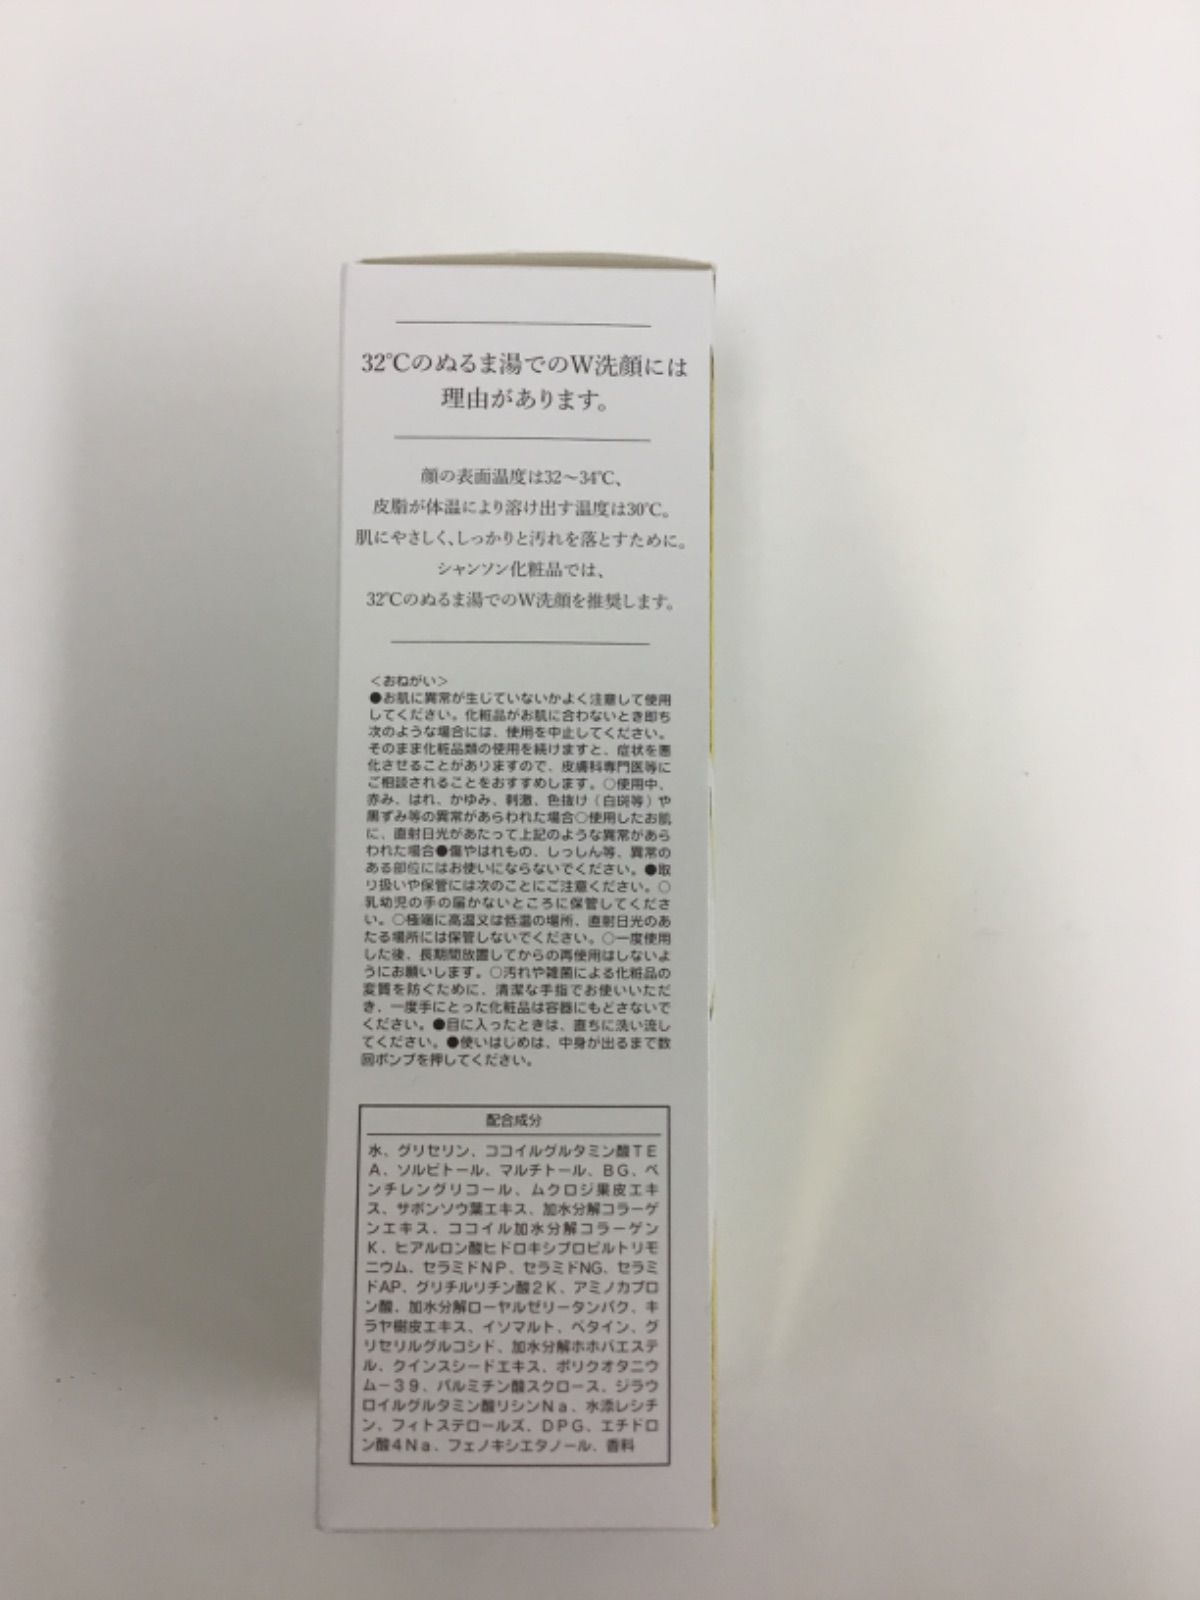 32℃のぬるま湯でのW洗顔には
理由があります。
顔の表面温度は32～34℃、
皮脂が体温により溶け出す温度は30℃。
肌にやさしく、しっかりと汚れを落とすために。
シャンソン化粧品では、
32℃のぬるま湯でのW洗顔を推奨します。
＜おねがい＞
●お肌に異常が生じていないかよく注意して使用
してください。化粧品がお肌に合わないとき即ち
次のような場合には、使用を中止してください。
そのまま化粧品類の使用を続けますと、症状を悪
化させることがありますので、皮膚科専門医等に
ご相談されることをおすすめします。○使用中、
赤み、はれ、かゆみ、刺激、色抜け（白斑等）や
黒ずみ等の異常があらわれた場合○使用したお肌
に、直射日光があたって上記のような異常があら
われた場合●傷やはれもの、しっしん等、異常の
ある部位にはお使いにならないでください。●取
り扱いや保管には次のことにご注意ください。○
乳幼児の手の届かないところに保管してくださ
い。○極端に高温又は低温の場所、直射日光のあ
たる場所には保管しないでください。○一度使用
した後、長期間放置してからの再使用はしないよ
うにお願いします。○汚れや雑菌による化粧品の
変質を防ぐために、清潔な手指でお使いいただ
き、一度手にとった化粧品は容器にもどさないで
ください。●目に入ったときは、直ちに洗い流し
てください。●使いはじめは、中身が出るまで数
回ポンプを押してください。
配合成分
水、グリセリン、ココイルグルタミン酸ＴＥ
Ａ、ソルビトール、マルチトール、ＢＧ、ペ
ンチレングリコール、ムクロジ果皮エキ
ス、サボンソウ葉エキス、加水分解コラーゲ
ンエキス、ココイル加水分解コラーゲン
Ｋ、ヒアルロン酸ヒドロキシプロピルトリモ
ニウム、セラミドＮＰ、セラミドNG、セラミ
ドAP、グリチルリチン酸２Ｋ、アミノカプロ
ン酸、加水分解ローヤルゼリータンパク、キ
ラヤ樹皮エキス、イソマルト、ベタイン、グ
リセリルグルコシド、加水分解ホホバエステ
ル、クインスシードエキス、ポリクオタニウ
ム－３９、パルミチン酸スクロース、ジラウ
ロイルグルタミン酸リシンＮａ、水添レシチ
ン、フィトステロールズ、ＤＰＧ、エチドロ
ン酸４Ｎａ、フェノキシエタノール、香料